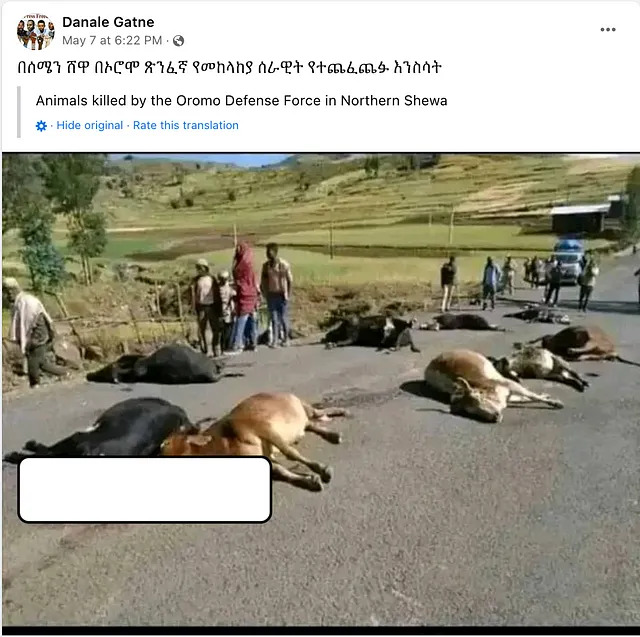 Danale Gatne
May 7 at 6:22 PM ·
በሰሜን ሸዋ በኦሮሞ ጽንፈኛ የመከላከያ ሰራዊት የተጨፈጨፉ እንስሳት
Animals killed by the Oromo Defense Force in Northern Shewa
· Hide original · Rate this translation